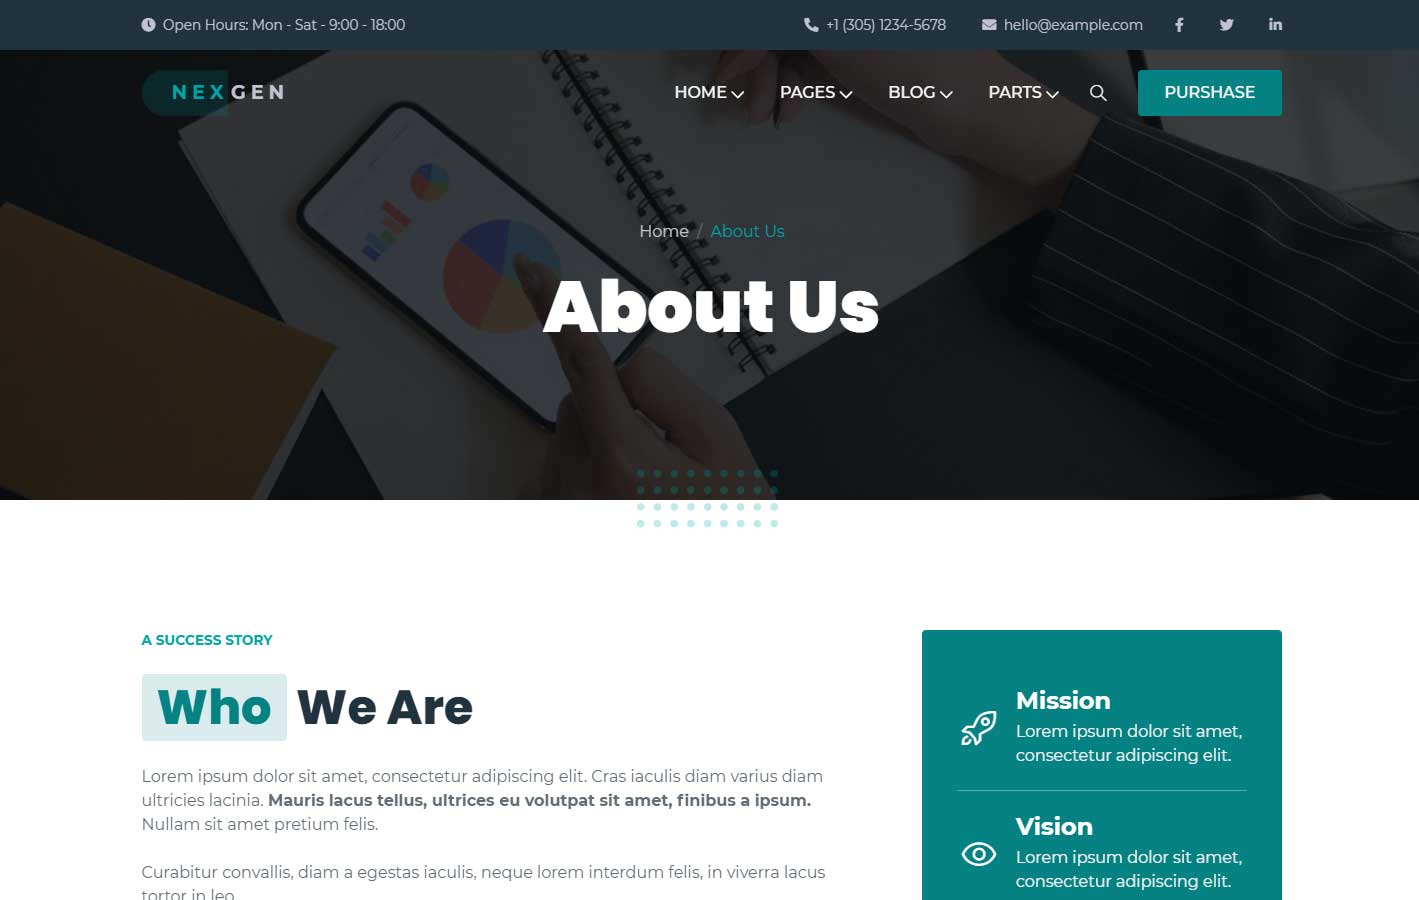 Open Hours: Mon - Sat - 9:00 - 18:00
+1 (305) 1234-5678
hello@example.com
NEXGEN
HOME
PAGES
BLOG
PARTS
PURSHASE
Home / About Us
About Us
A SUCCESS STORY
Who We Are
Lorem ipsum dolor sit amet, consectetur adipiscing elit. Cras iaculis diam varius diam
ultricies lacinia. Mauris lacus tellus, ultrices eu volutpat sit amet, finibus a ipsum.
Nullam sit amet pretium felis.
Curabitur convallis, diam a egestas iaculis, neque lorem interdum felis, in viverra lacus
tortor in leo.
Mission
Lorem ipsum dolor sit amet,
consectetur adipiscing elit.
Vision
Lorem ipsum dolor sit amet,
consectetur adipiscing elit.